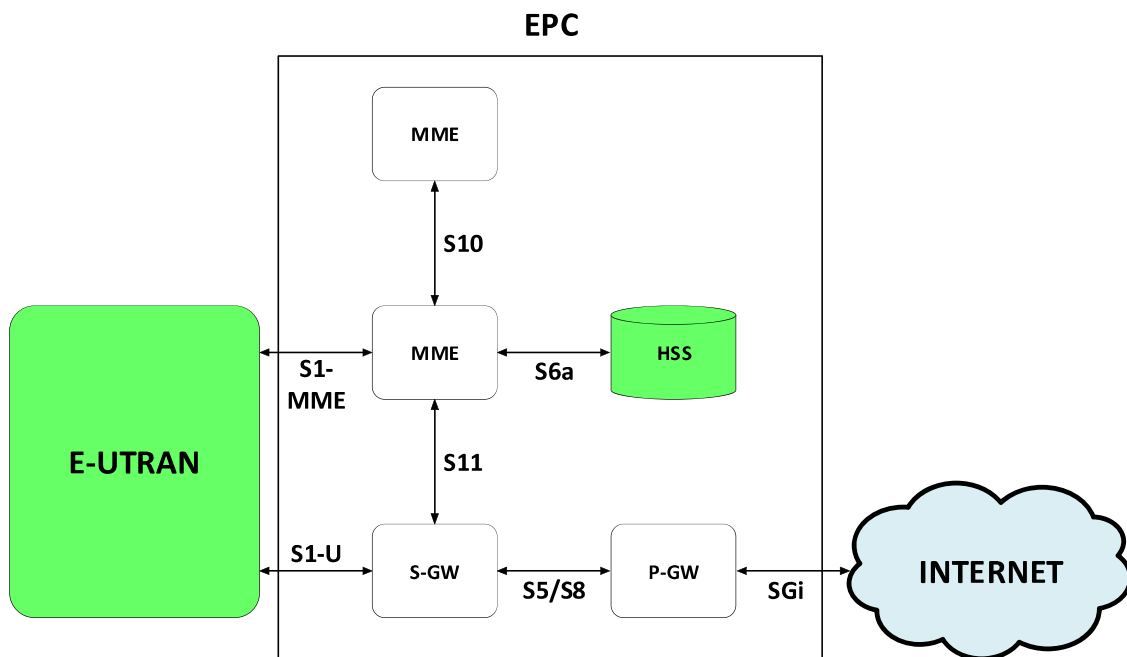 EPC
MME
S10
MME
HSS
S1-
MME
S6a
E-UTRAN
S11
S1-U
S-GW
S5/S8
P-GW
SGi
INTERNET